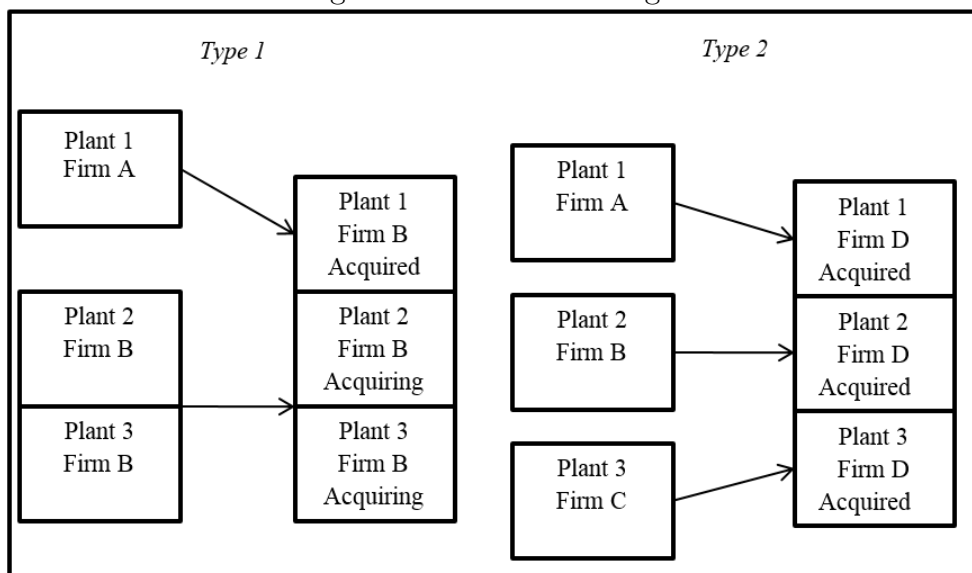 Type 1
Plant 1
Firm A
Plant 2
Firm B
Plant 3
Firm B
Plant 1
Firm B
Acquired
Plant 2
Firm B
Acquiring
Plant 3
Firm B
Acquiring
Type 2
Plant 1
Firm A
Plant 2
Firm B
Plant 3
Firm C
Plant 1
Firm D
Acquired
Plant 2
Firm D
Acquired
Plant 3
Firm D
Acquired